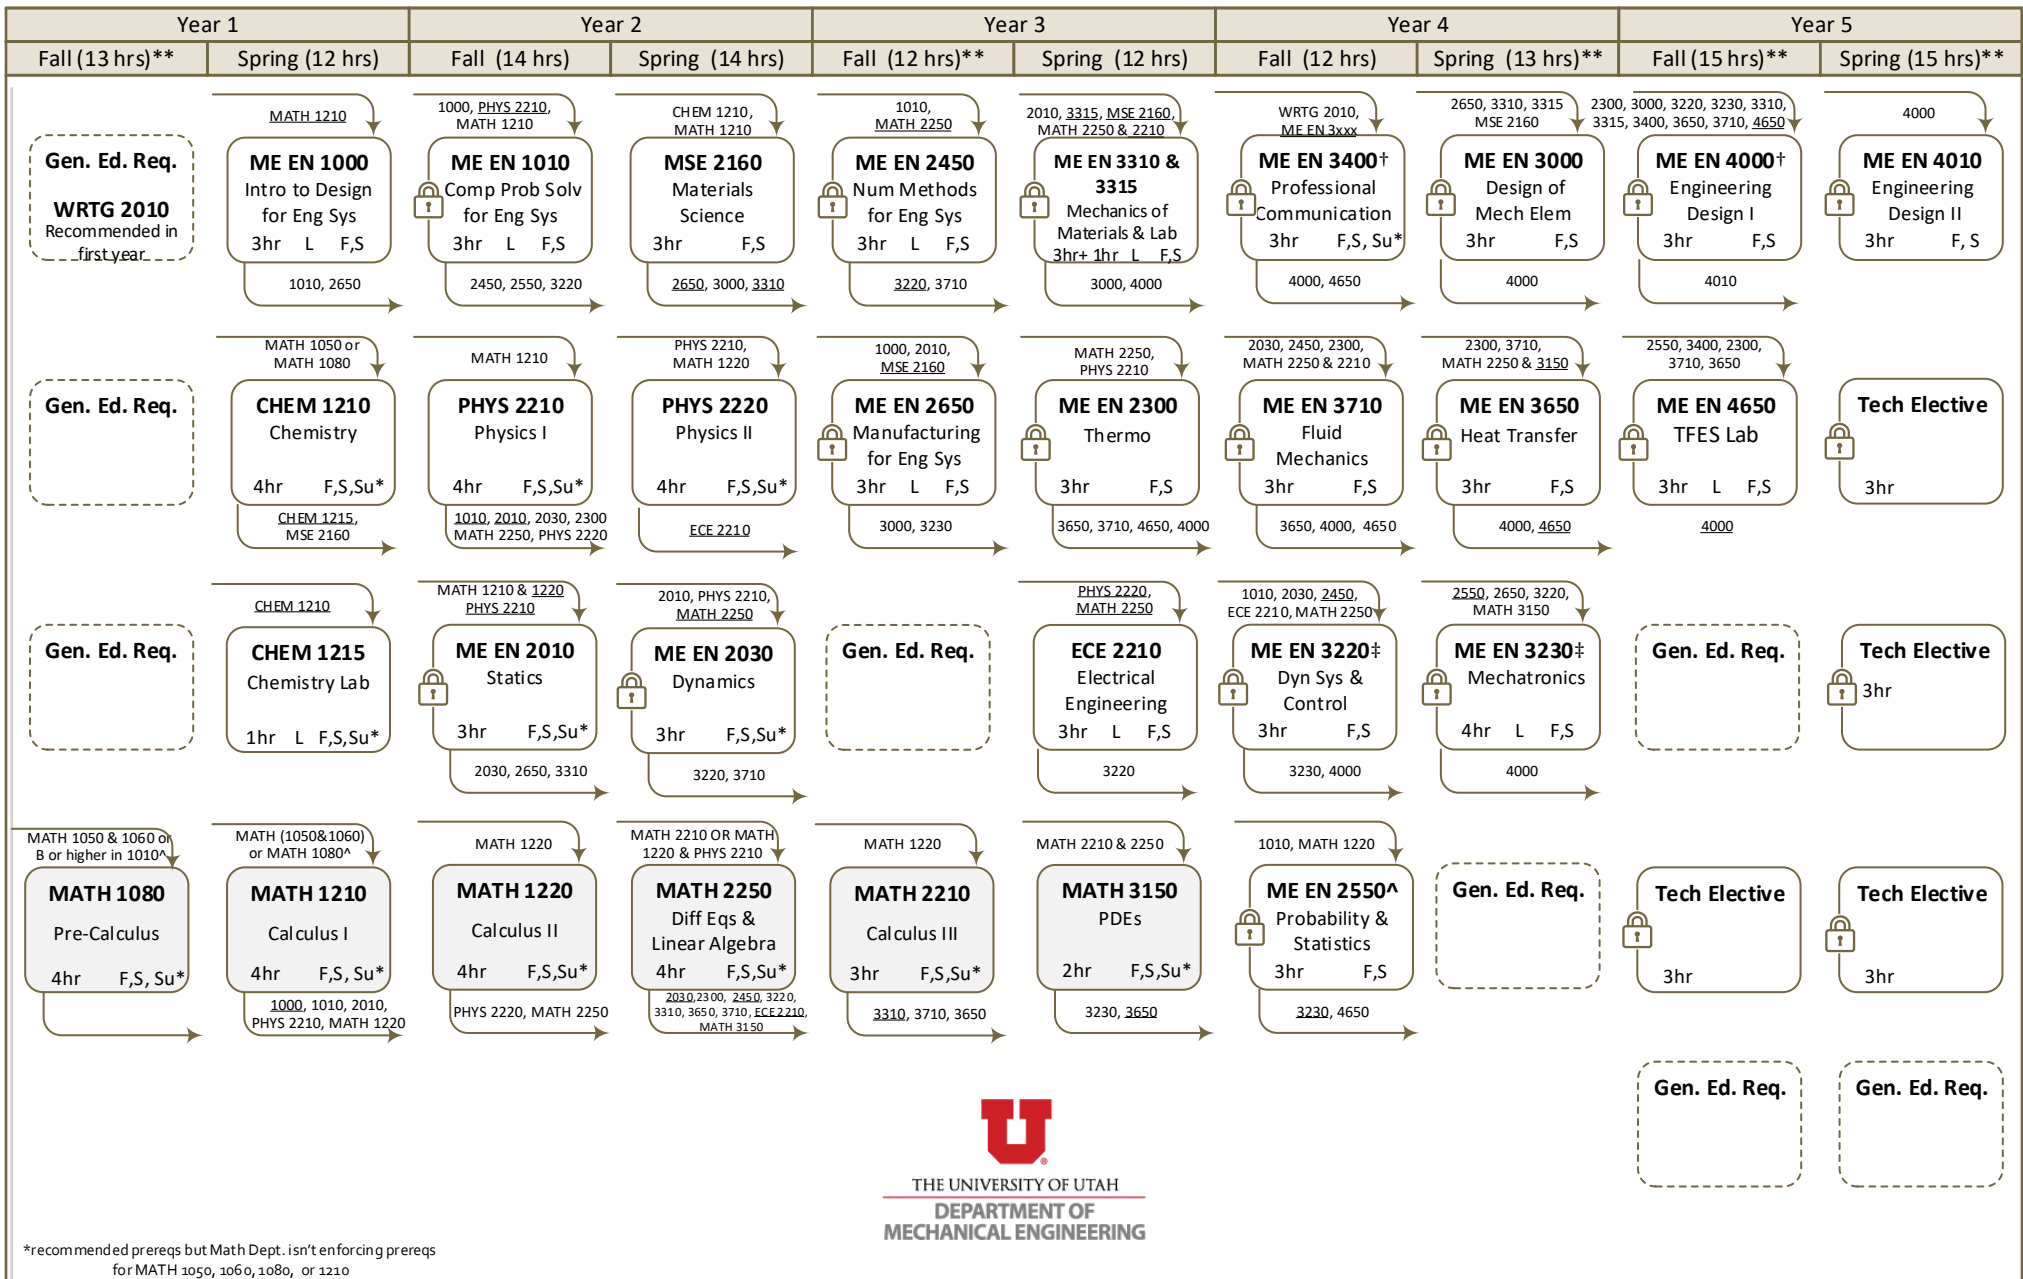 Year 1
Year 2
Year 3
Year 4
Year 5
Fall (13 hrs)**
Spring (12 hrs)
Fall (14 hrs)
Spring (14 hrs)
Fall (12 hrs)**
Spring (12 hrs)
Fall (12 hrs)
Spring (13 hrs)**
Fall (15 hrs)**
Spring (15 hrs)**
Gen. Ed. Req.
WRTG 2010
Recommended in
first year
MATH 1210
ME EN 1000
Intro to Design
for Eng Sys
3hr L F,S
1010, 2650
1000, PHYS 2210,
MATH 1210
ME EN 1010
Comp Prob Solv
for Eng Sys
3hr L F,S
2450, 2550, 3220
CHEM 1210,
MATH 1210
MSE 2160
Materials
Science
3hr F,S
2650, 3000, 3310
1010,
MATH 2250
ME EN 2450
Num Methods
for Eng Sys
3hr L F,S
3220, 3710
2010, 3315, MSE 2160,
MATH 2250 & 2210
ME EN 3310 &
3315
Mechanics of
Materials & Lab
3hr+ 1hr L F,S
3000, 4000
WRTG 2010,
ME EN 3xxx
ME EN 3400†
Professional
Communication
3hr F,S, Su*
4000, 4650
2650, 3310, 3315
MSE 2160
ME EN 3000
Design of
Mech Elem
3hr F,S
4000
2300, 3000, 3220, 3230, 3310,
3315, 3400, 3650, 3710, 4650
ME EN 4000†
Engineering
Design I
3hr F,S
4010
4000
ME EN 4010
Engineering
Design II
3hr F, S
Gen. Ed. Req.
MATH 1050 or
MATH 1080
CHEM 1210
Chemistry
4hr F,S,Su*
CHEM 1215,
MSE 2160
MATH 1210
PHYS 2210
Physics I
4hr F,S,Su*
1010, 2010, 2030, 2300
MATH 2250, PHYS 2220
PHYS 2210,
MATH 1220
PHYS 2220
Physics II
4hr F,S,Su*
ECE 2210
1000, 2010,
MSE 2160
ME EN 2650
Manufacturing
for Eng Sys
3hr L F,S
3000, 3230
MATH 2250,
PHYS 2210
ME EN 2300
Thermo
3hr F,S
3650, 3710, 4650, 4000
2030, 2450, 2300,
MATH 2250 & 2210
ME EN 3710
Fluid
Mechanics
3hr F,S
3650, 4000, 4650
2300, 3710,
MATH 2250 & 3150
ME EN 3650
Heat Transfer
3hr F,S
4000, 4650
2550, 3400, 2300,
3710, 3650
ME EN 4650
TFES Lab
3hr L F,S
4000
Tech Elective
3hr
Gen. Ed. Req.
CHEM 1210
CHEM 1215
Chemistry Lab
1hr L F,S,Su*
MATH 1210 & 1220
PHYS 2210
ME EN 2010
Statics
3hr F,S,Su*
2030, 2650, 3310
2010, PHYS 2210,
MATH 2250
ME EN 2030
Dynamics
3hr F,S,Su*
3220, 3710
Gen. Ed. Req.
PHYS 2220,
MATH 2250
ECE 2210
Electrical
Engineering
3hr L F,S
3220
1010, 2030, 2450,
ECE 2210, MATH 2250
ME EN 3220‡
Dyn Sys &
Control
3hr F,S
3230, 4000
2550, 2650, 3220,
MATH 3150
ME EN 3230‡
Mechatronics
4hr L F,S
4000
Gen. Ed. Req.
Tech Elective
3hr
MATH 1050 & 1060 or
B or higher in 1010^
MATH 1080
Pre-Calculus
4hr F,S, Su*
MATH (1050&1060)
or MATH 1080^
MATH 1210
Calculus I
4hr F,S, Su*
1000, 1010, 2010,
PHYS 2210, MATH 1220
MATH 1220
MATH 1220
Calculus II
4hr F,S,Su*
PHYS 2220, MATH 2250
MATH 2210 OR MATH
1220 & PHYS 2210
MATH 2250
Diff Eqs &
Linear Algebra
4hr F,S,Su*
2030,2300, 2450, 3220,
3310, 3650, 3710, ECE 2210,
MATH 3150
MATH 1220
MATH 2210
Calculus III
3hr F,S,Su*
3310, 3710, 3650
MATH 2210 & 2250
MATH 3150
PDEs
2hr F,S,Su*
3230, 3650
1010, MATH 1220
ME EN 2550^
Probability &
Statistics
3hr F,S
3230, 4650
Gen. Ed. Req.
Tech Elective
3hr
Tech Elective
3hr
Gen. Ed. Req.
Gen. Ed. Req.
THE UNIVERSITY OF UTAH
DEPARTMENT OF
MECHANICAL ENGINEERING
*recommended prereqs but Math Dept. isn't enforcing prereqs
for MATH 1050, 1060, 1080, or 1210